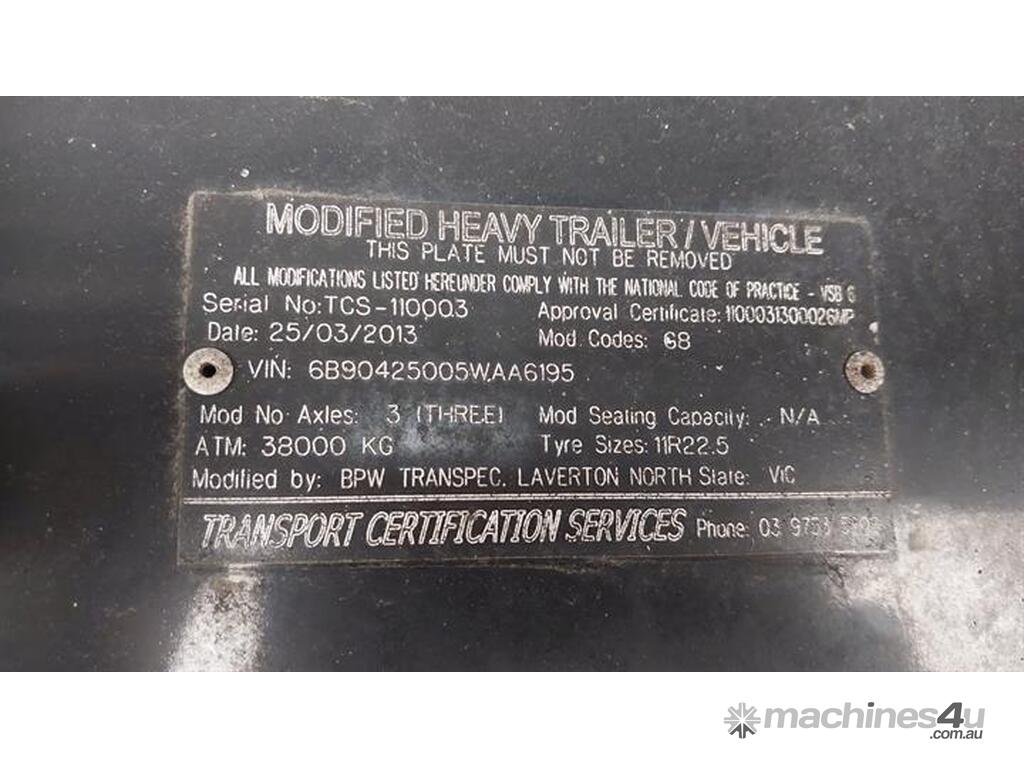 MODIFIED HEAVY TRAILER / VEHICLE
THIS PLATE MUST NOT BE REMOVED
ALL MODIFICATIONS LISTED HEREUNDER COMPLY WITH THE NATIONAL CODE OF PRACTICE - VSB 6
Serial No: TCS-110003 Approval Certificate: 1100031300026MP
Date: 25/03/2013 Mod Codes: G8
VIN: 6B90425005WAA6195
Mod No Axles: 3 (THREE) Mod Seating Capacity: N/A
ATM: 38000 KG Tyre Sizes: 11R22.5
Modified by: BPW TRANSPEC, LAVERTON NORTH State: VIC
TRANSPORT CERTIFICATION SERVICES Phone: 03 9753
machines4u
.com.au